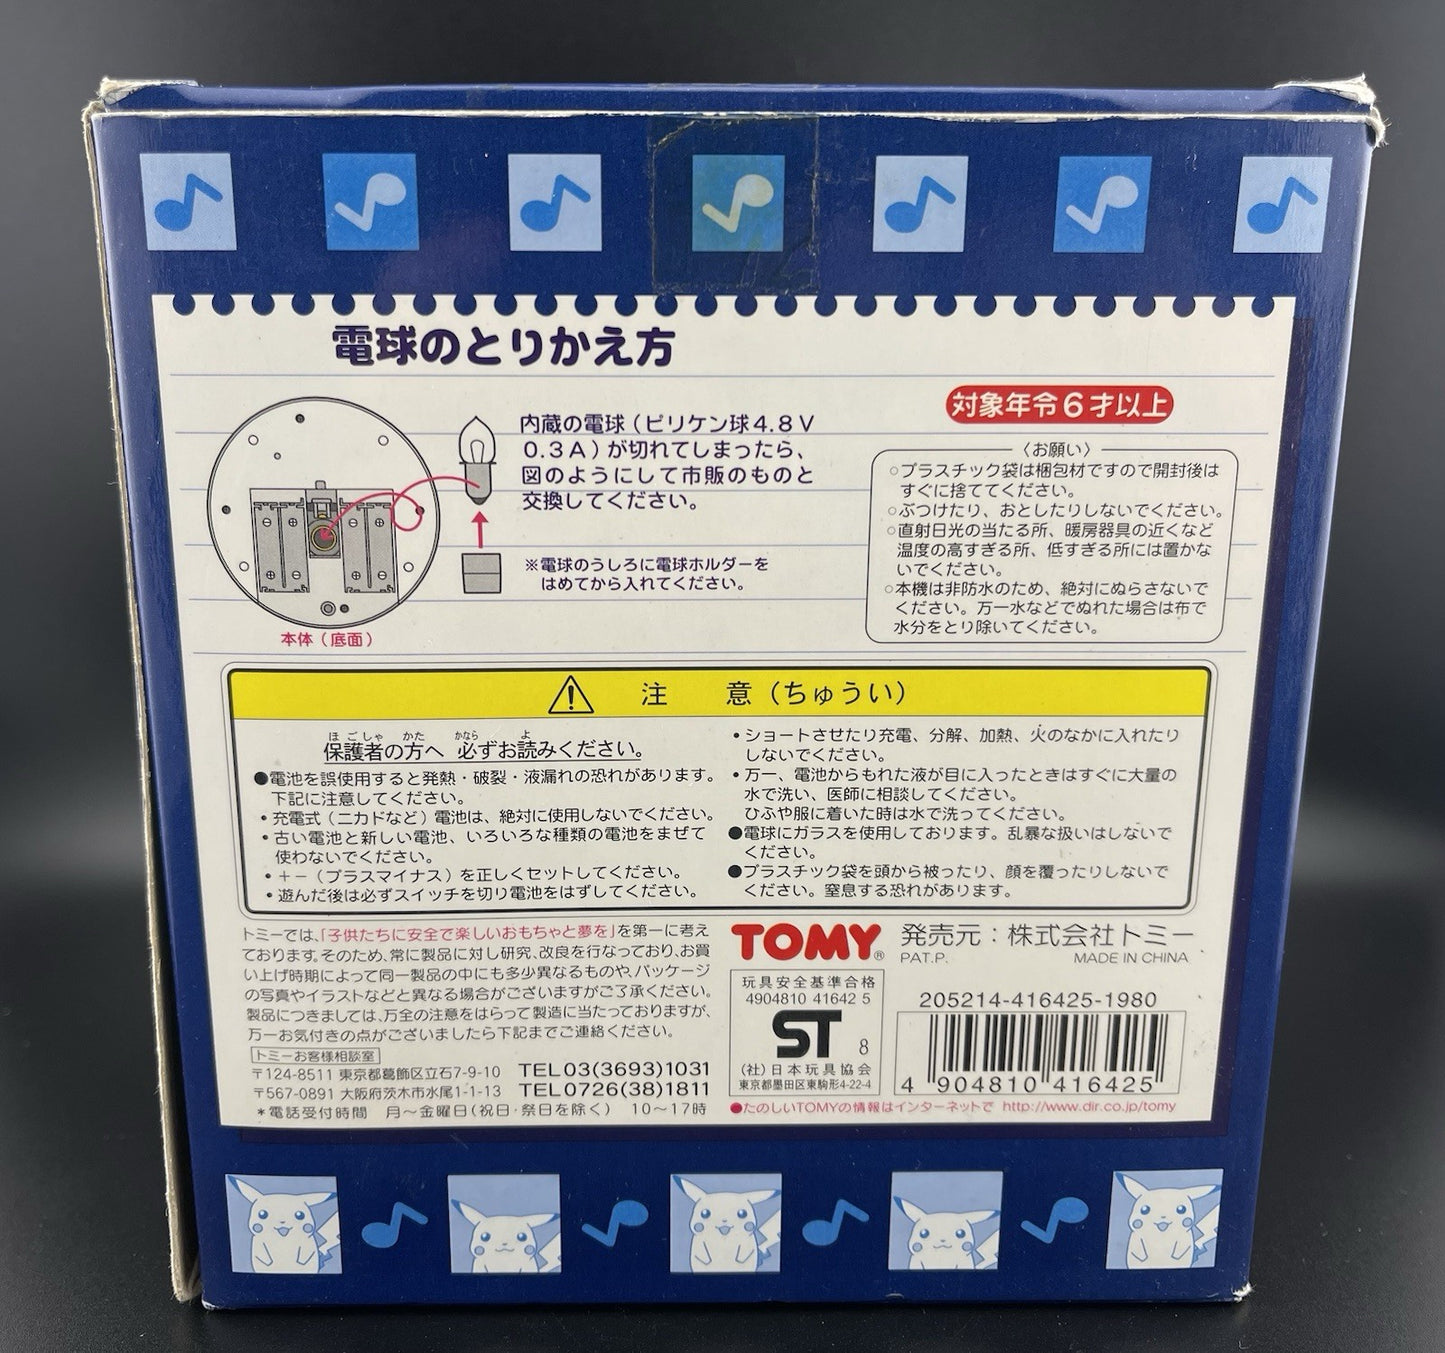 電球のとりかえ方
内蔵の電球(ピリケン球4.8V
0.3A)が切れてしまったら、
図のようにして市販のものと
交換してください。
※電球のうしろに電球ホルダーを
はめてから入れてください。
本体(底面)
対象年令6才以上
〈お願い〉
○プラスチック袋は梱包材ですので開封後は
すぐに捨ててください。
○ぶつけたり、おとしたりしないでください。
○直射日光の当たる所、暖房器具の近くなど
温度の高すぎる所、低すぎる所には置かな
いでください。
○本機は非防水のため、絶対にぬらさないで
ください。万一水などでぬれた場合は布で
水分をとり除いてください。
注意(ちゅうい)
ほごしゃ かた かなら よ
保護者の方へ 必ずお読みください。
●電池を誤使用すると発熱・破裂・液漏れの恐れがあります。
下記に注意してください。
・充電式(ニカドなど)電池は、絶対に使用しないでください。
・古い電池と新しい電池、いろいろな種類の電池をまぜて
使わないでください。
・+-(プラスマイナス)を正しくセットしてください。
・遊んだ後は必ずスイッチを切り電池をはずしてください。
・ショートさせたり充電、分解、加熱、火のなかに入れたり
しないでください。
・万一、電池からもれた液が目に入ったときはすぐに大量の
水で洗い、医師に相談してください。
ひふや服に着いた時は水で洗ってください。
●電球にガラスを使用しております。乱暴な扱いはしないで
ください。
●プラスチック袋を頭から被ったり、顔を覆ったりしないで
ください。窒息する恐れがあります。
トミーでは、「子供たちに安全で楽しいおもちゃと夢を」を第一に考え
ております。そのため、常に製品に対し研究、改良を行なっており、お買
い上げ時期によって同一製品の中にも多少異なるものや、パッケージ
の写真やイラストなどと異なる場合がございますがご了承ください。
製品につきましては、万全の注意をはらって製造に当たっておりますが、
万一お気付きの点がございましたら下記までご連絡ください。
トミーお客様相談室
〒124-8511 東京都葛飾区立石7-9-10 TEL03(3693)1031
〒567-0891 大阪府茨木市水尾1-1-13 TEL0726(38)1811
*電話受付時間 月~金曜日(祝日・祭日を除く) 10~17時
TOMY® 発売元:株式会社トミー
PAT.P. MADE IN CHINA
玩具安全基準合格
4904810 41642 5
ST 8
(社)日本玩具協会
東京都墨田区東駒形4-22-4
205214-416425-1980
4 904810 416425
●たのしいTOMYの情報はインターネットで http://www.dir.co.jp/tomy